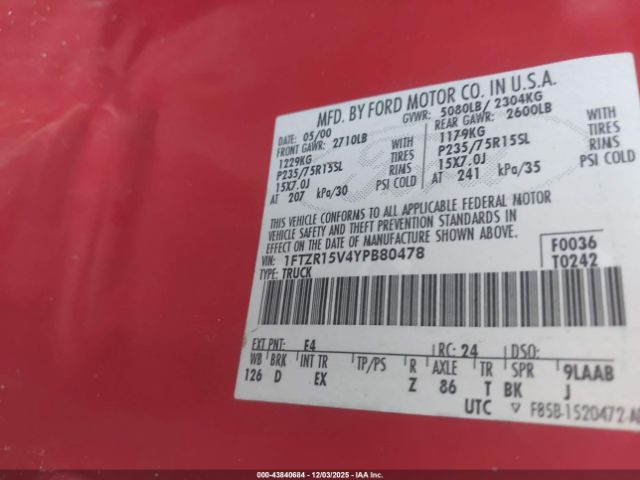 MFD. BY FORD MOTOR CO. IN U.S.A.
DATE: 05/00 GVWR: 5080LB/ 2304KG
FRONT GAWR: 2710LB REAR GAWR: 2600LB
1229KG WITH 1179KG WITH
P235/75R15SL TIRES P235/75R15SL TIRES
15X7.0J RIMS 15X7.0J RIMS
AT 207 kPa/30 PSI COLD AT 241 kPa/35 PSI COLD
THIS VEHICLE CONFORMS TO ALL APPLICABLE FEDERAL MOTOR
VEHICLE SAFETY AND THEFT PREVENTION STANDARDS IN
EFFECT ON THE DATE OF MANUFACTURE SHOWN ABOVE.
VIN: 1FTZR15V4YPB80478 F0036
TYPE: TRUCK T0242
EXT PNT: E4 RC: 24 DSO:
WB BRK INT TR TP/PS R AXLE TR SPR 9LAAB
126 D EX Z 86 T BK J
UTC ▽ F85B-1520472-A
000-43840684 | 12/03/2025 | IAA Inc.